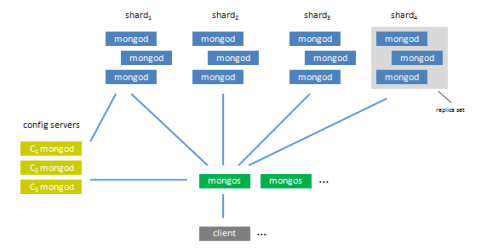 shard₁ shard₂ shard₃ shard₄
mongod mongod mongod mongod
mongod mongod mongod mongod
mongod mongod mongod mongod
replica set
config servers
C₁ mongod
C₂ mongod
C₃ mongod
mongos mongos ...
client ...